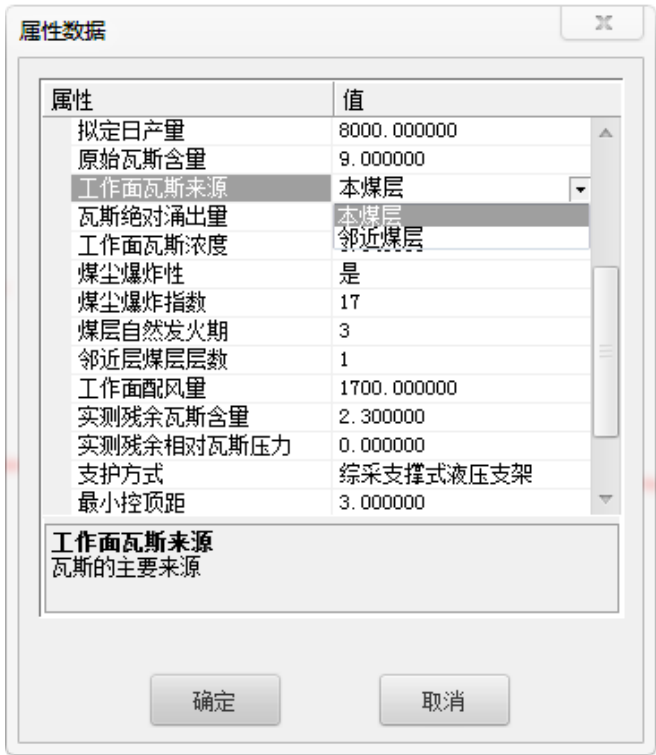 属性数据
属性 值
拟定日产量 8000.000000
原始瓦斯含量 9.000000
工作面瓦斯来源 本煤层
瓦斯绝对涌出量 本煤层
工作面瓦斯浓度 邻近煤层
煤尘爆炸性 是
煤尘爆炸指数 17
煤层自然发火期 3
邻近层煤层层数 1
工作面配风量 1700.000000
实测残余瓦斯含量 2.300000
实测残余相对瓦斯压力 0.000000
支护方式 综采支撑式液压支架
最小控顶距 3.000000
工作面瓦斯来源
瓦斯的主要来源
确定 取消